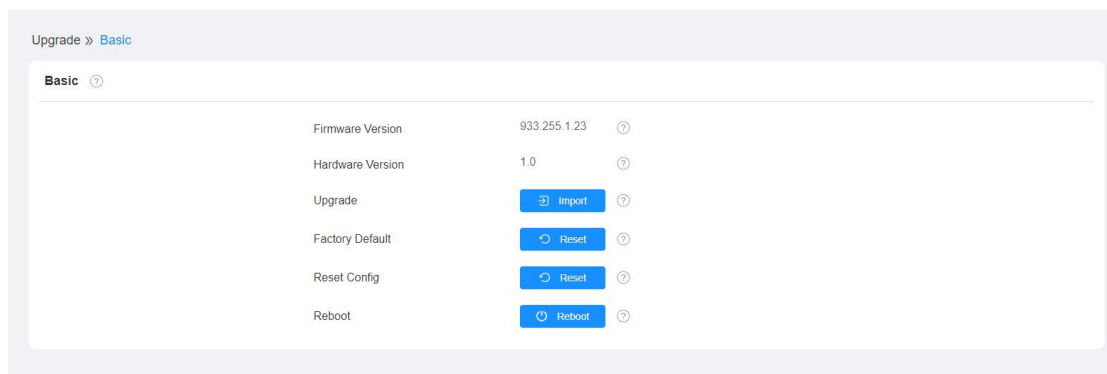 Upgrade » Basic
Basic ?
Firmware Version 933.255.1.23 ?
Hardware Version 1.0 ?
Upgrade Import ?
Factory Default Reset ?
Reset Config Reset ?
Reboot Reboot ?